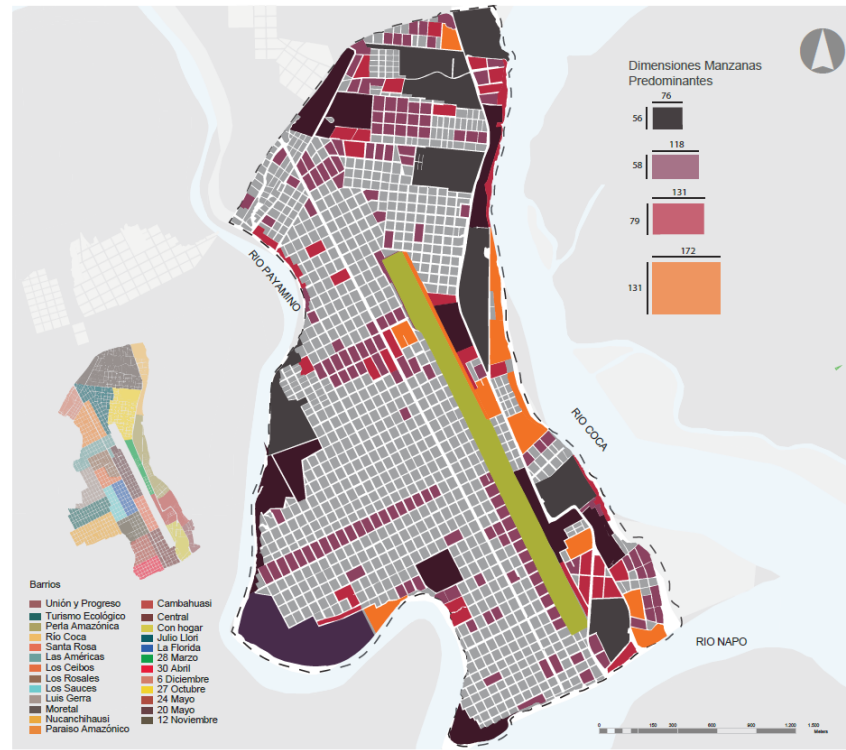 Dimensiones Manzanas
Predominantes
76
56
118
58
131
79
172
131
RIO PAYAMINO
RIO COCA
RIO NAPO
Barrios
Unión y Progreso
Turismo Ecológico
Perla Amazónica
Río Coca
Santa Rosa
Las Américas
Los Ceibos
Los Rosales
Los Sauces
Luis Gerra
Moretal
Nucanchihausi
Paraiso Amazónico
Cambahuasi
Central
Con hogar
Julio Llori
La Florida
28 Marzo
30 Abril
6 Diciembre
27 Octubre
24 Mayo
20 Mayo
12 Noviembre
0 150 300 600 900 1.200 1.500
Meters